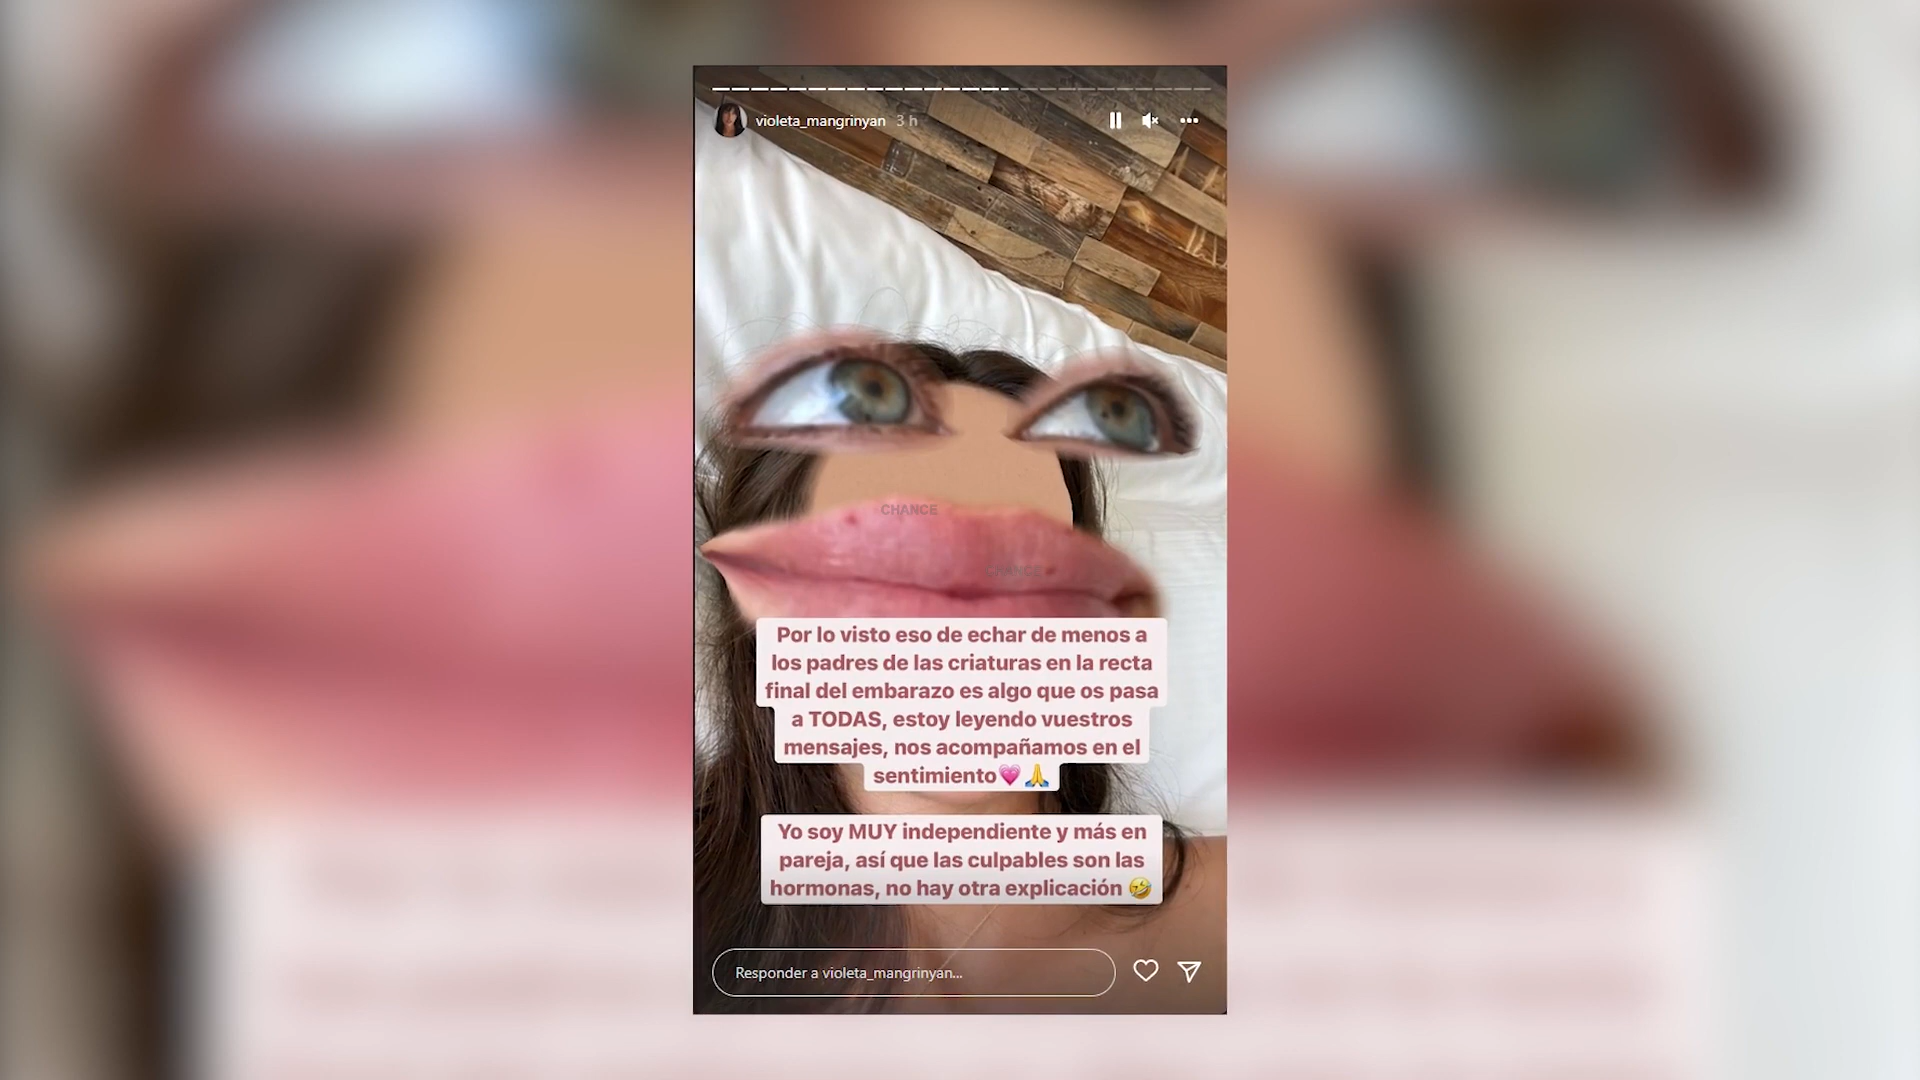 violeta_mangrinyan 3 h
CHANCE
CHANCE
Por lo visto eso de echar de menos a
los padres de las criaturas en la recta
final del embarazo es algo que os pasa
a TODAS, estoy leyendo vuestros
mensajes, nos acompañamos en el
sentimiento💗🙏
Yo soy MUY independiente y más en
pareja, así que las culpables son las
hormonas, no hay otra explicación 🤣
Responder a violeta_mangrinyan...